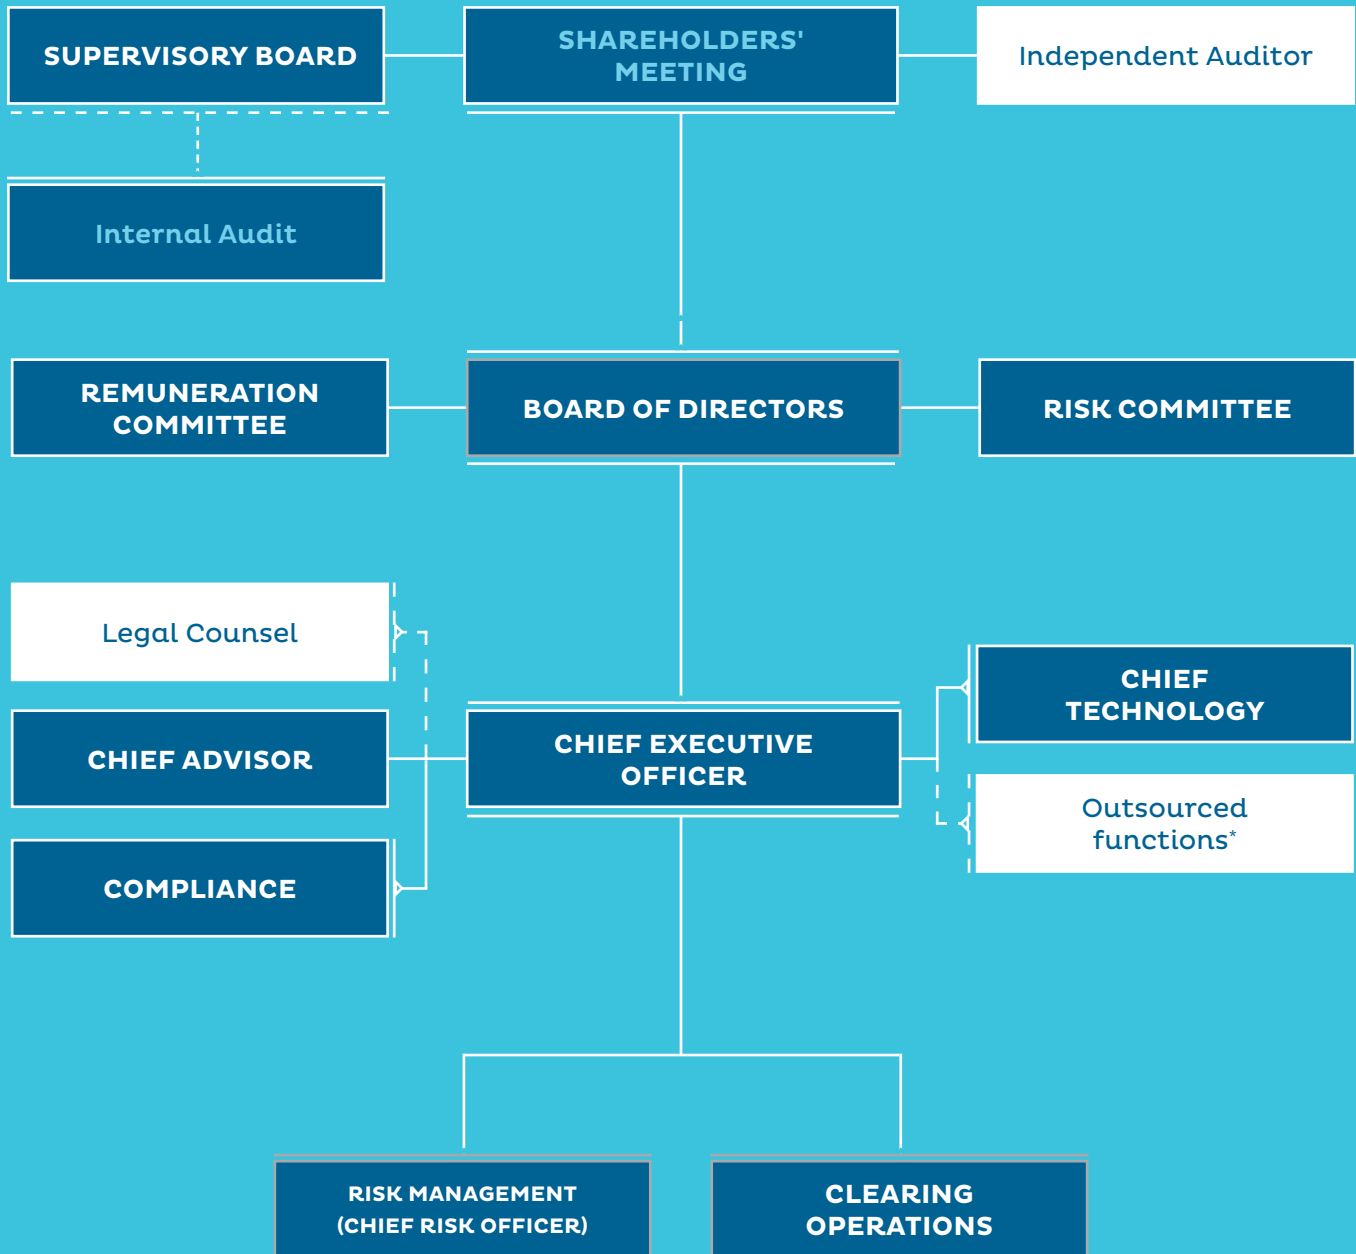 SUPERVISORY BOARD
SHAREHOLDERS'
MEETING
Independent Auditor
Internal Audit
REMUNERATION
COMMITTEE
BOARD OF DIRECTORS
RISK COMMITTEE
Legal Counsel
CHIEF ADVISOR
COMPLIANCE
CHIEF EXECUTIVE
OFFICER
CHIEF
TECHNOLOGY
Outsourced
functions*
RISK MANAGEMENT
(CHIEF RISK OFFICER)
CLEARING
OPERATIONS